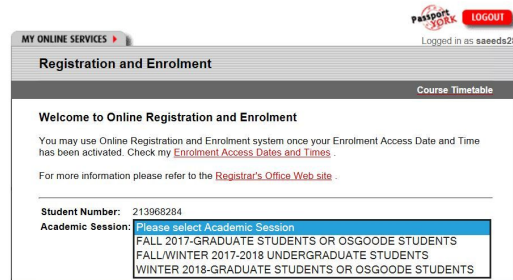 Passport
YORK
LOGOUT
MY ONLINE SERVICES
Logged in as saeeds28
Registration and Enrolment
Course Timetable
Welcome to Online Registration and Enrolment
You may use Online Registration and Enrolment system once your Enrolment Access Date and Time
has been activated. Check my Enrolment Access Dates and Times .
For more information please refer to the Registrar's Office Web site .
Student Number: 213968284
Academic Session: Please select Academic Session
FALL 2017-GRADUATE STUDENTS OR OSGOODE STUDENTS
FALL/WINTER 2017-2018 UNDERGRADUATE STUDENTS
WINTER 2018-GRADUATE STUDENTS OR OSGOODE STUDENTS